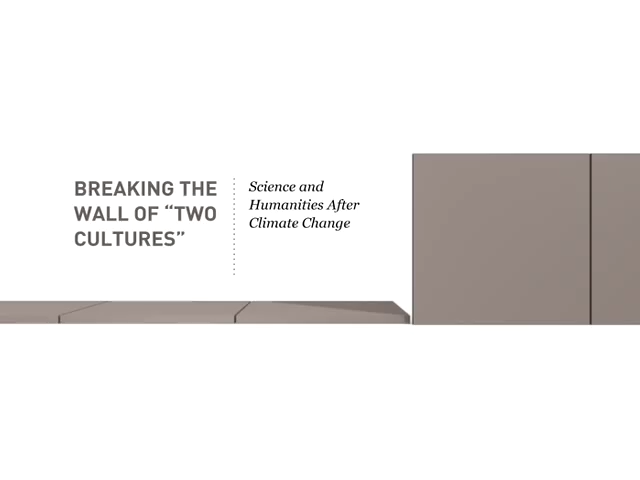 BREAKING THE
WALL OF “TWO
CULTURES”
Science and
Humanities After
Climate Change